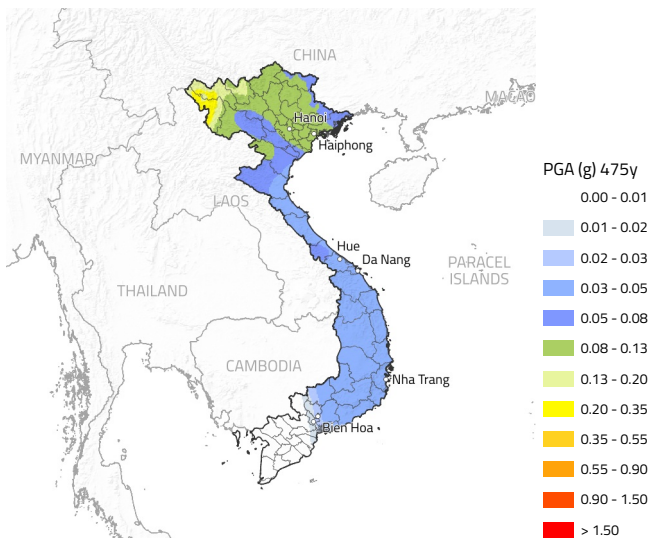 CHINA
MACAO
Hanoi
Haiphong
MYANMAR
LAOS
Hue
Da Nang
PARACEL
ISLANDS
THAILAND
CAMBODIA
Nha Trang
Bien Hoa
PGA (g) 475y
0.00 - 0.01
0.01 - 0.02
0.02 - 0.03
0.03 - 0.05
0.05 - 0.08
0.08 - 0.13
0.13 - 0.20
0.20 - 0.35
0.35 - 0.55
0.55 - 0.90
0.90 - 1.50
> 1.50